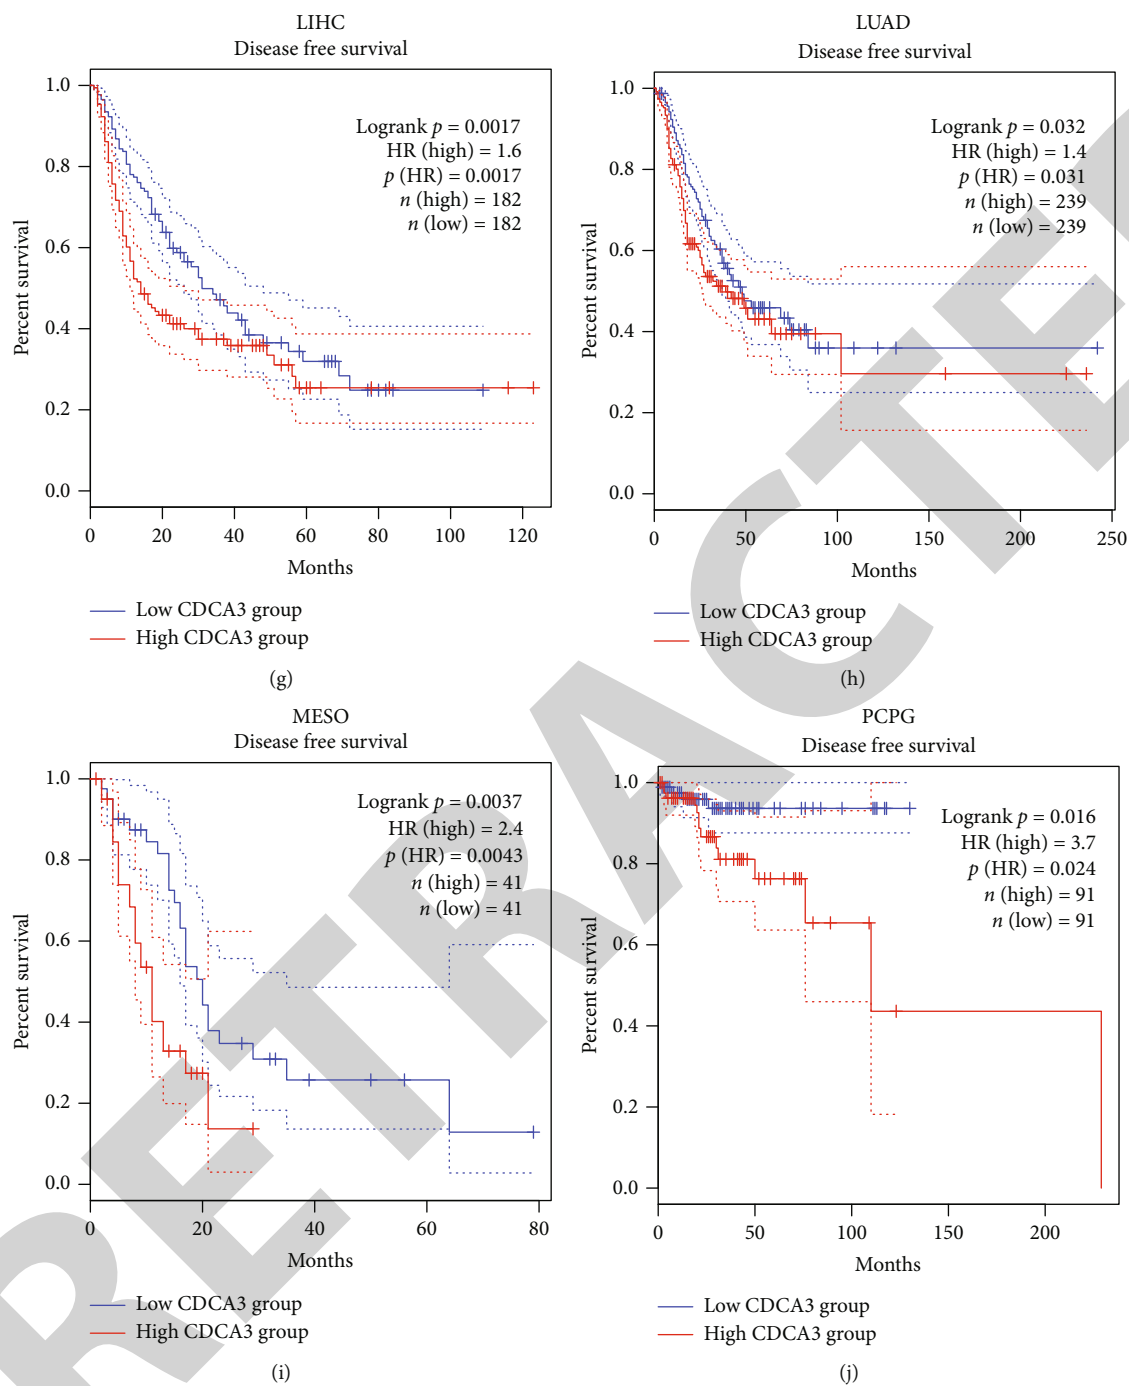 LIHC
Disease free survival
1.0
0.8
0.6
0.4
0.2
0.0
Percent survival
Logrank p = 0.0017
HR (high) = 1.6
p (HR) = 0.0017
n (high) = 182
n (low) = 182
0 20 40 60 80 100 120
Months
Low CDCA3 group
High CDCA3 group
(g)
LUAD
Disease free survival
1.0
0.8
0.6
0.4
0.2
0.0
Percent survival
Logrank p = 0.032
HR (high) = 1.4
p (HR) = 0.031
n (high) = 239
n (low) = 239
0 50 100 150 200 250
Months
Low CDCA3 group
High CDCA3 group
(h)
MESO
Disease free survival
1.0
0.8
0.6
0.4
0.2
0.0
Percent survival
Logrank p = 0.0037
HR (high) = 2.4
p (HR) = 0.0043
n (high) = 41
n (low) = 41
0 20 40 60 80
Months
Low CDCA3 group
High CDCA3 group
(i)
PCPG
Disease free survival
1.0
0.8
0.6
0.4
0.2
0.0
Percent survival
Logrank p = 0.016
HR (high) = 3.7
p (HR) = 0.024
n (high) = 91
n (low) = 91
0 50 100 150 200
Months
Low CDCA3 group
High CDCA3 group
(j)
RETRACTE